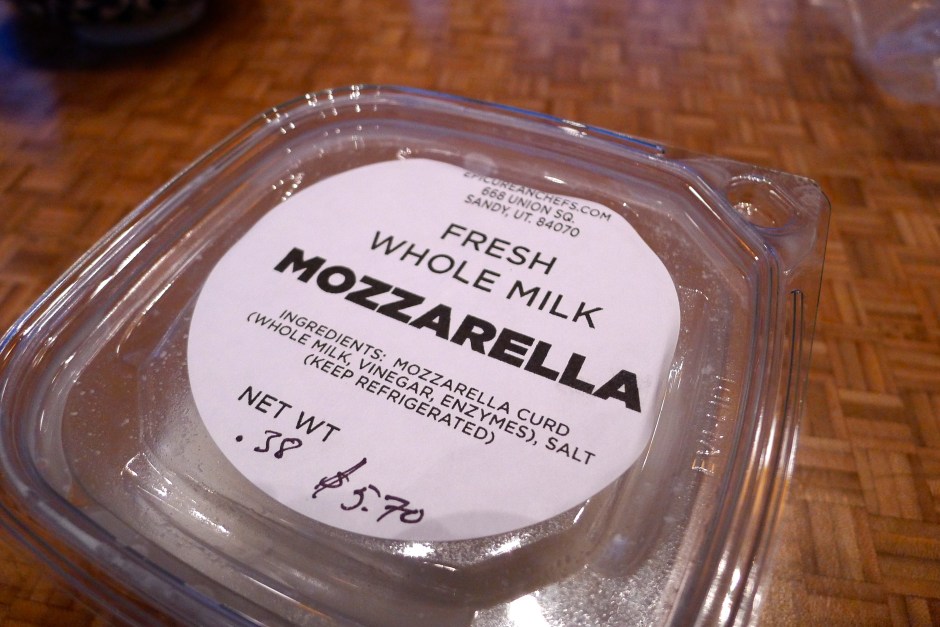 EPICUREANCHEFS.COM
668 UNION SQ.
SANDY, UT. 84070
FRESH
WHOLE MILK
MOZZARELLA
INGREDIENTS: MOZZARELLA CURD
(WHOLE MILK, VINEGAR, ENZYMES), SALT
(KEEP REFRIGERATED)
NET WT
.38
$5.70